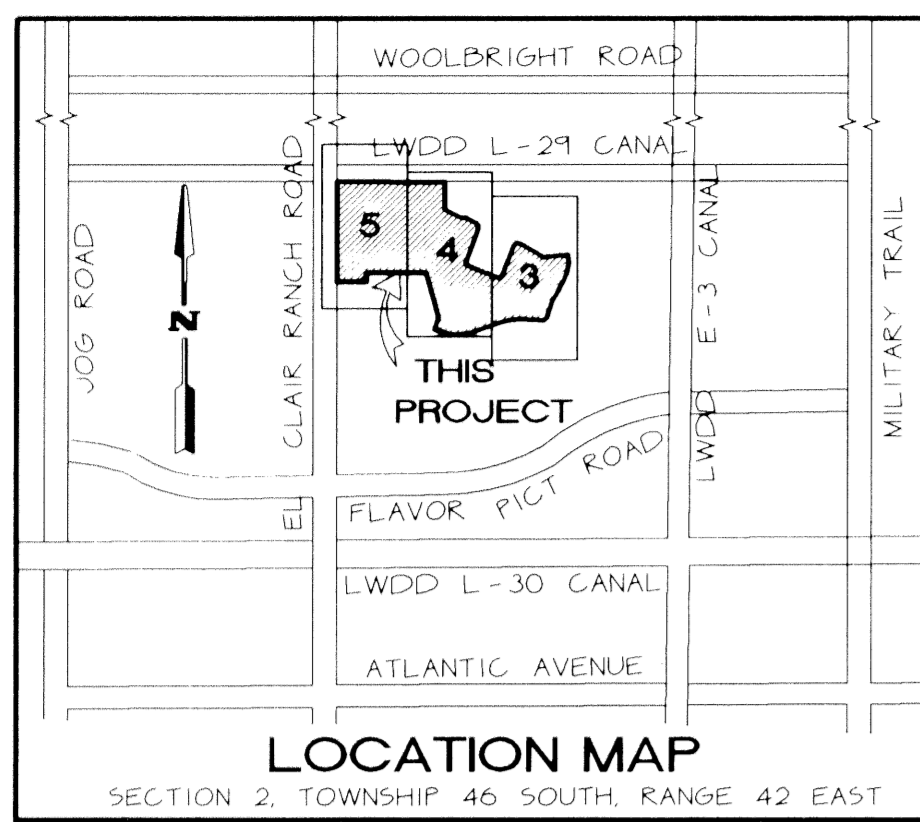 WOOLBRIGHT ROAD
LWDD L-29 CANAL
JOG ROAD
EL CLAIR RANCH ROAD
LWDD E-3 CANAL
MILITARY TRAIL
5
4
3
N
THIS
PROJECT
FLAVOR PICT ROAD
LWDD L-30 CANAL
ATLANTIC AVENUE
LOCATION MAP
SECTION 2, TOWNSHIP 46 SOUTH, RANGE 42 EAST